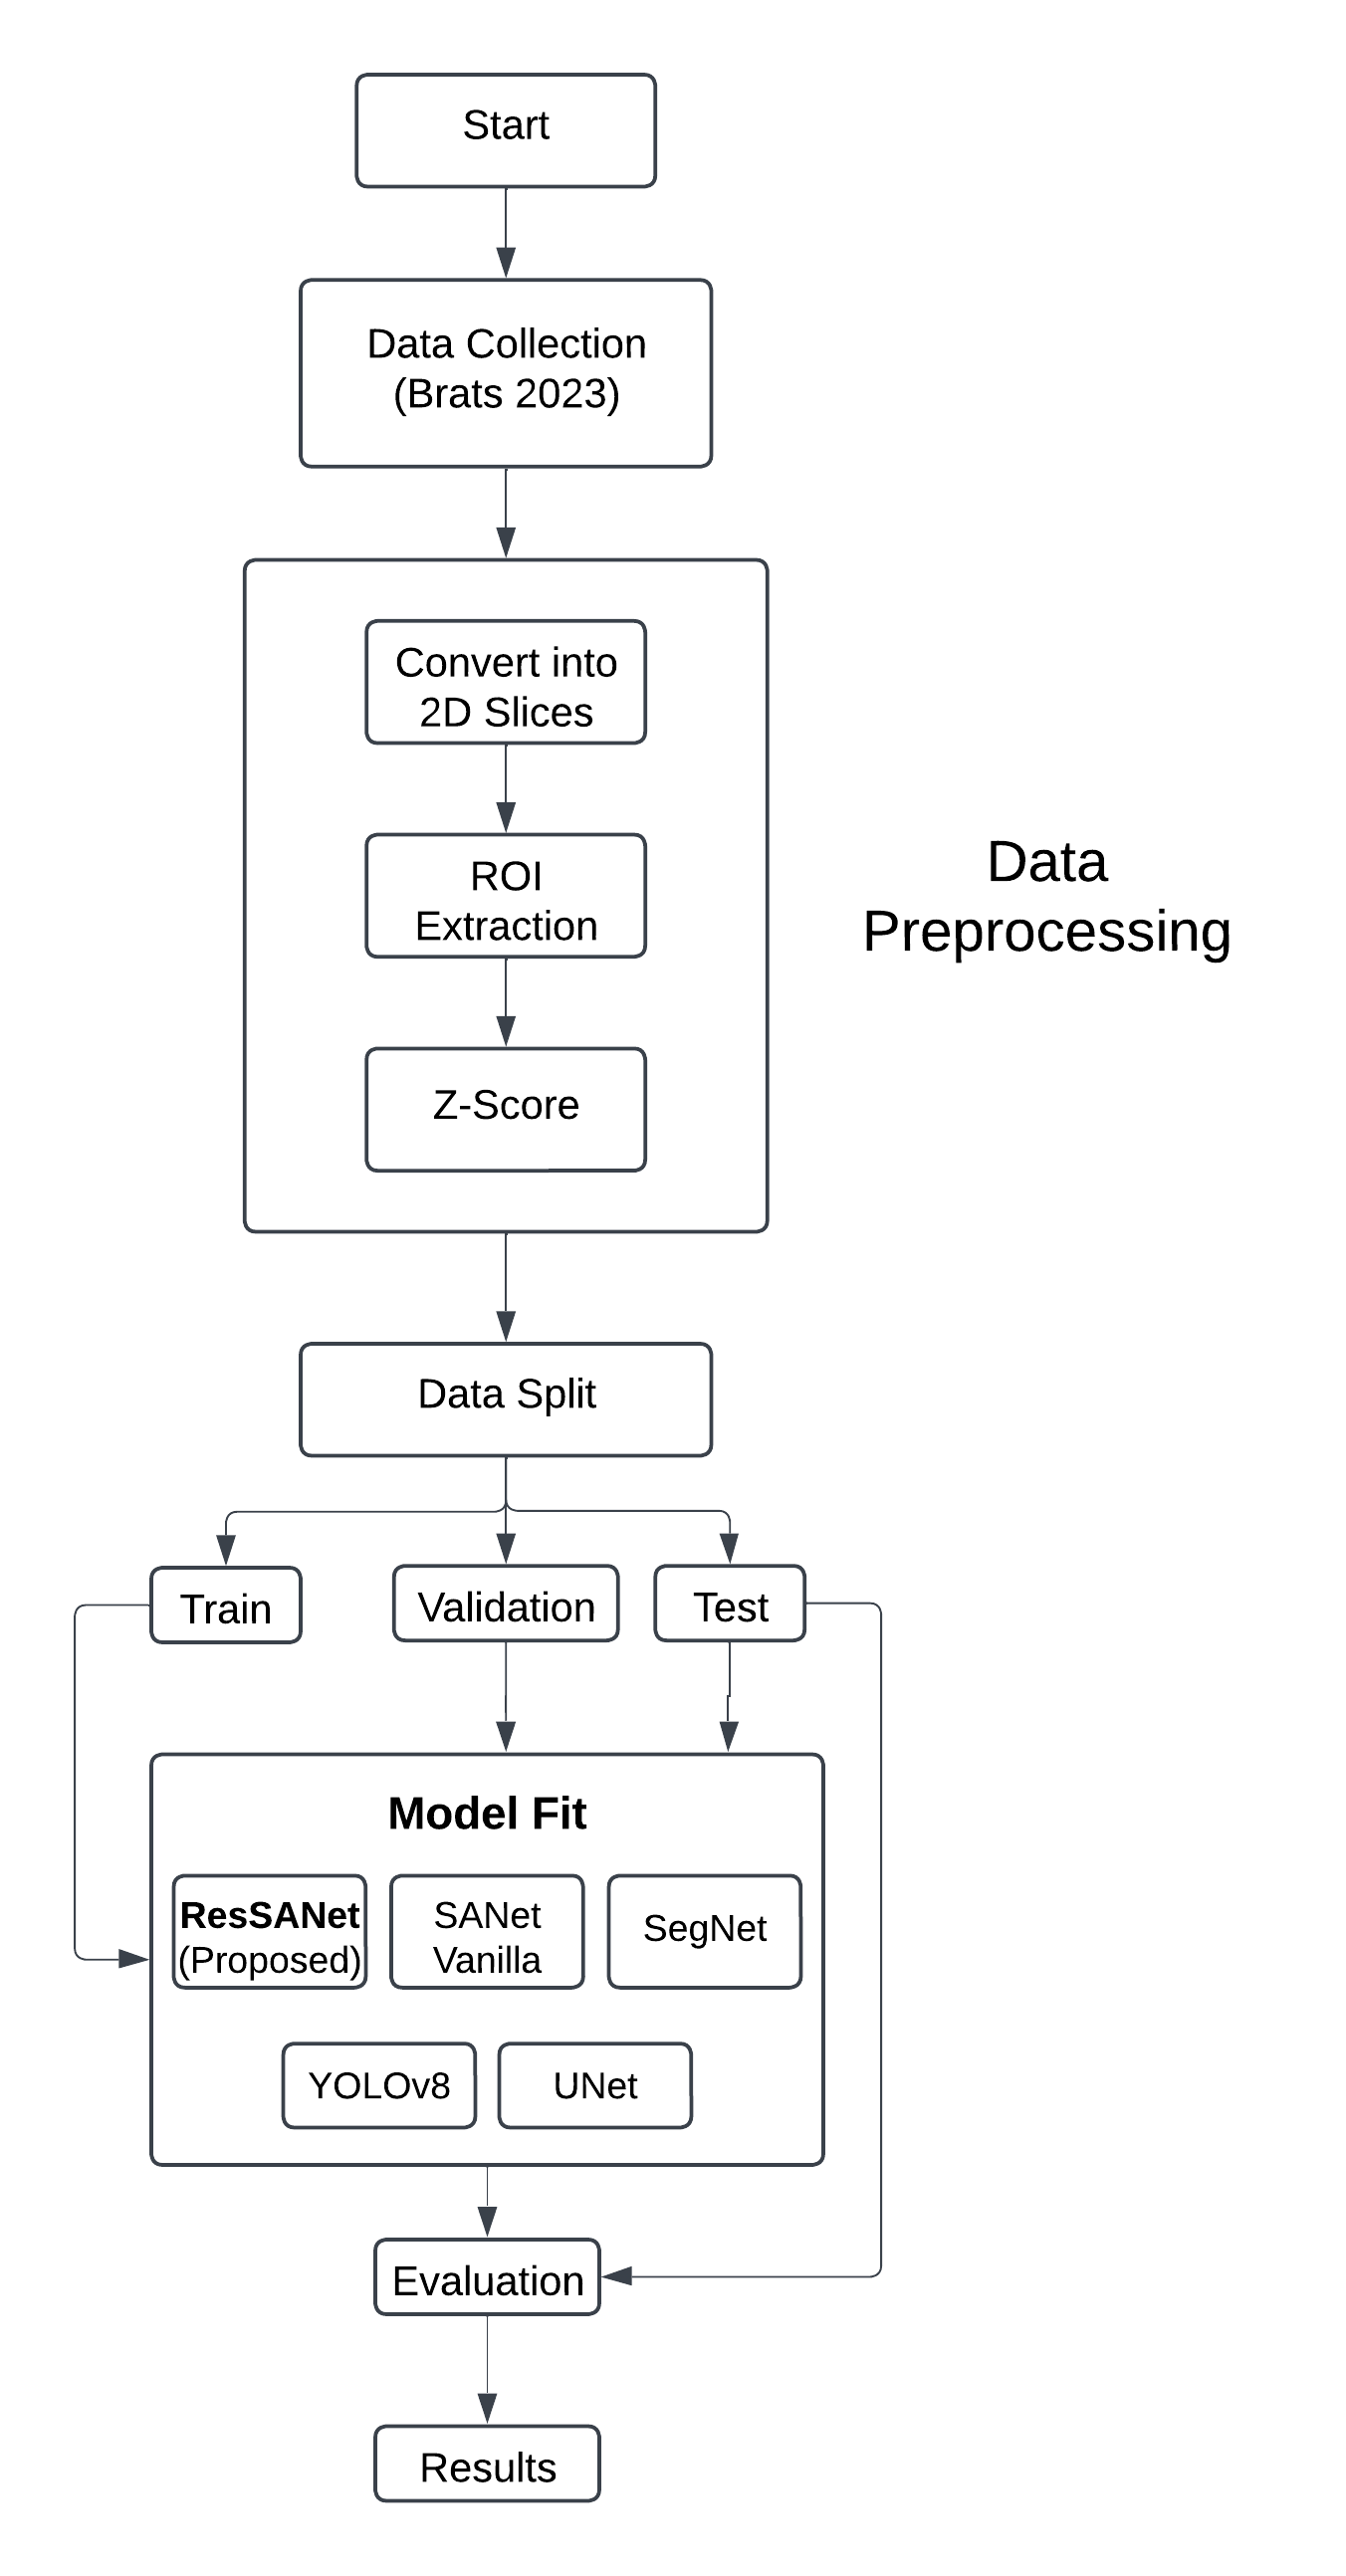 Start
Data Collection
(Brats 2023)
Convert into
2D Slices
ROI
Extraction
Z-Score
Data
Preprocessing
Data Split
Train
Validation
Test
Model Fit
ResSANet
(Proposed)
SANet
Vanilla
SegNet
YOLOv8
UNet
Evaluation
Results